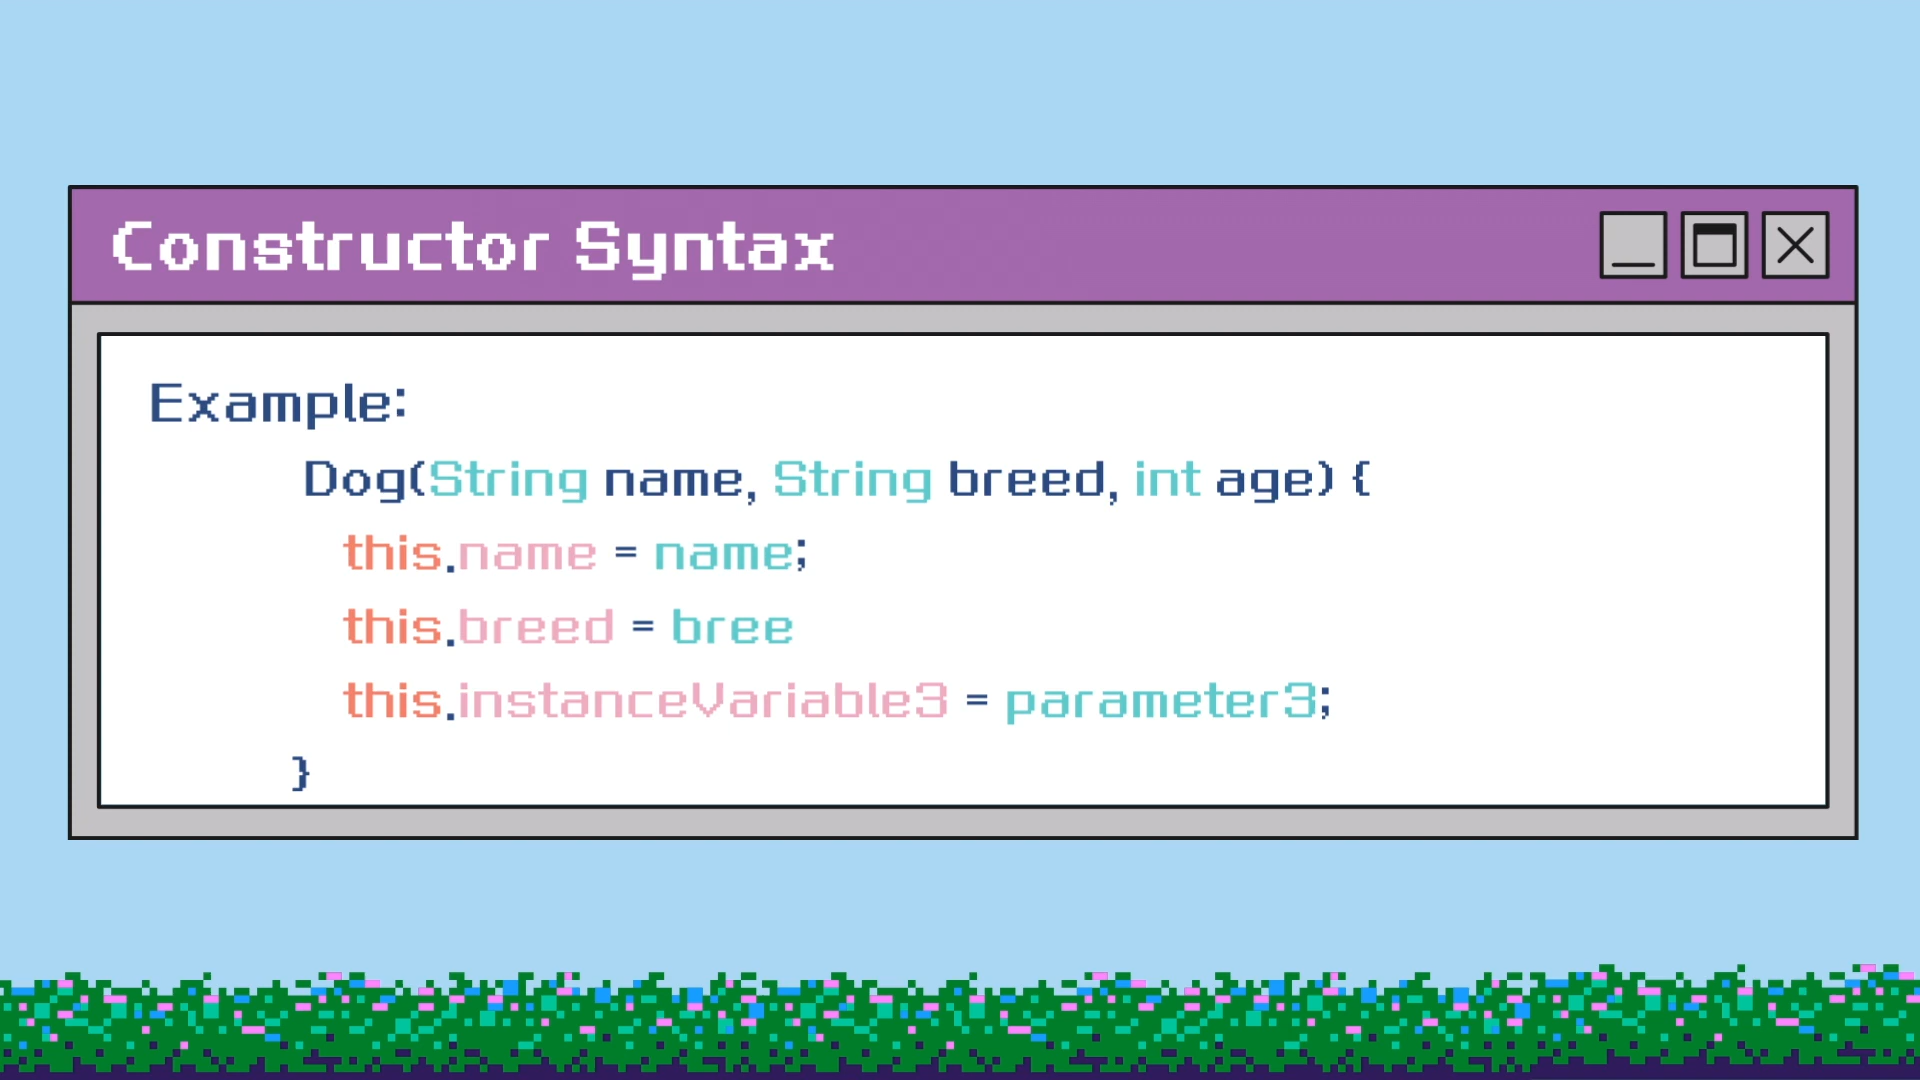 Constructor Syntax
Example:
Dog(String name, String breed, int age) {
this.name = name;
this.breed = bree
this.instanceVariable3 = parameter3;
}